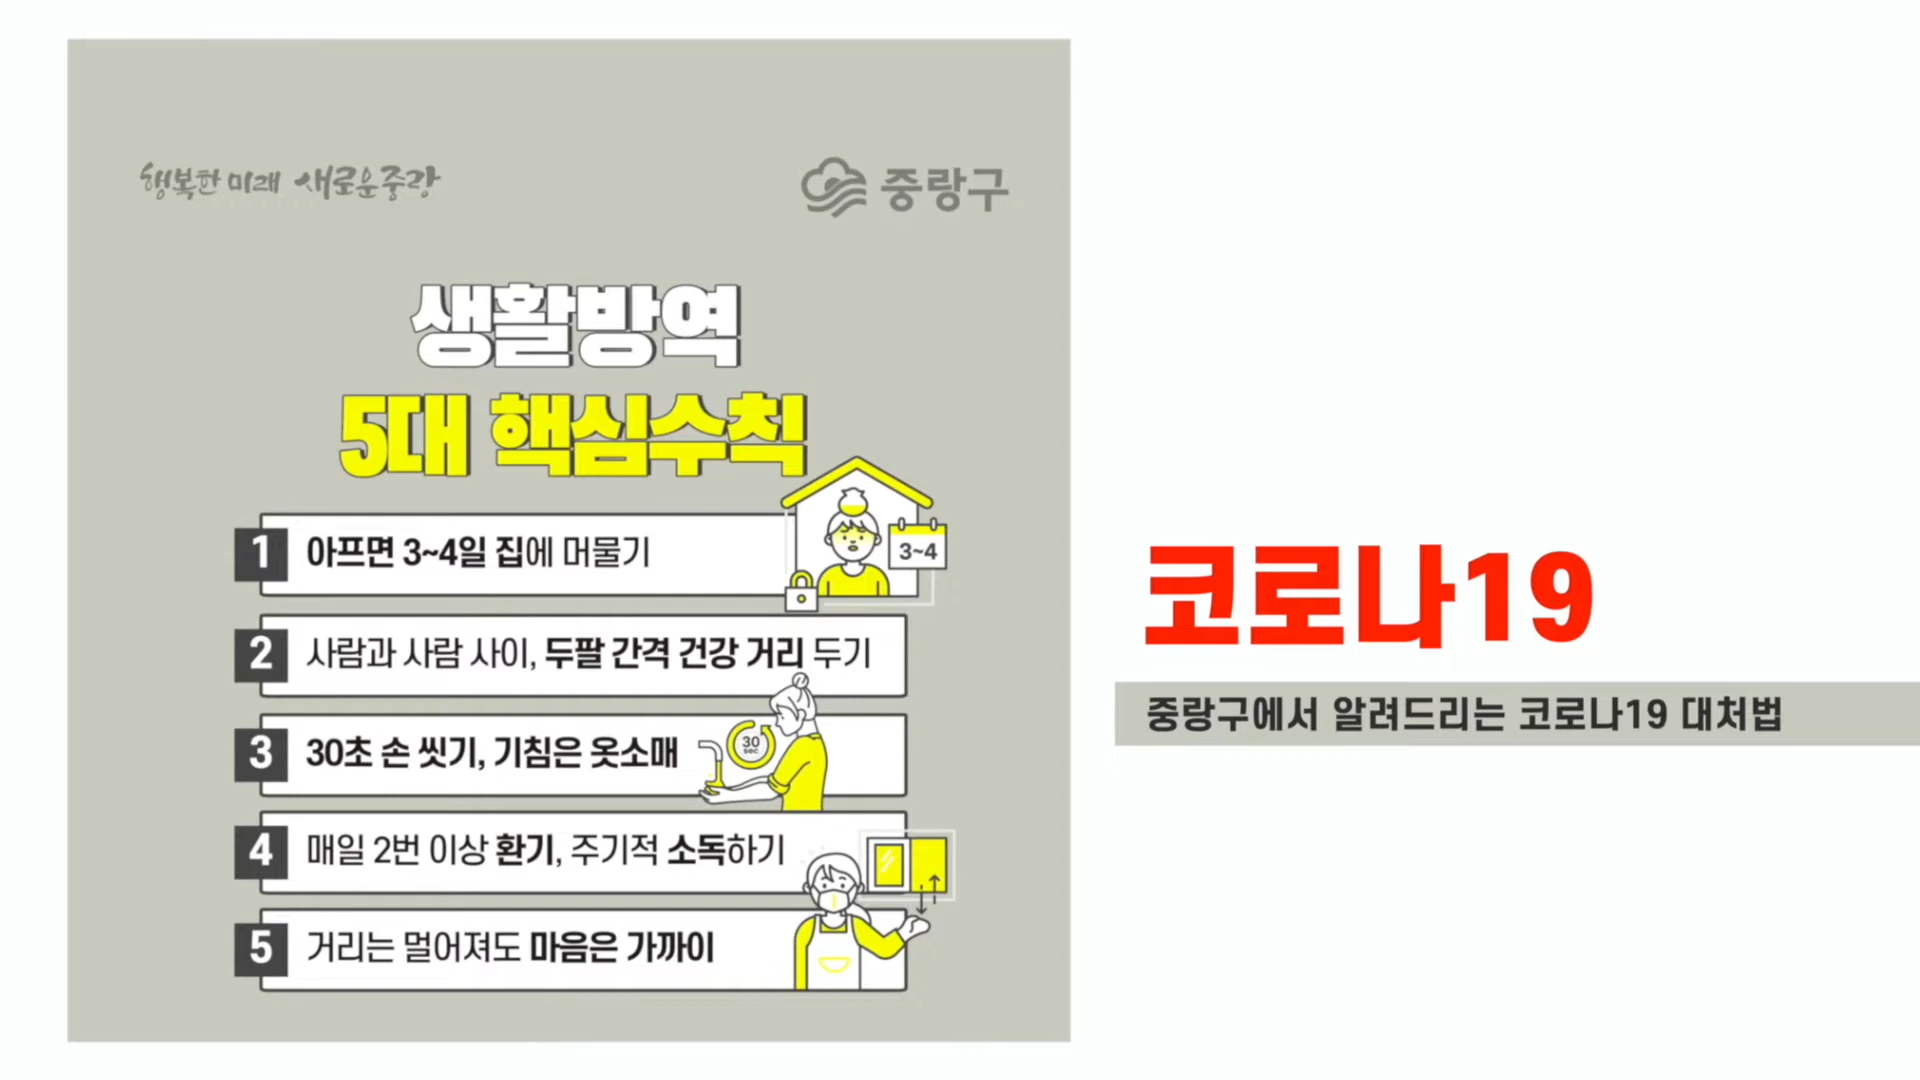 행복한 미래 새로운 중랑
중랑구
생활방역
5대 핵심수칙
1 아프면 3~4일 집에 머물기
3~4
2 사람과 사람 사이, 두팔 간격 건강 거리 두기
3 30초 손 씻기, 기침은 옷소매
30
sec
4 매일 2번 이상 환기, 주기적 소독하기
5 거리는 멀어져도 마음은 가까이
코로나19
중랑구에서 알려드리는 코로나19 대처법